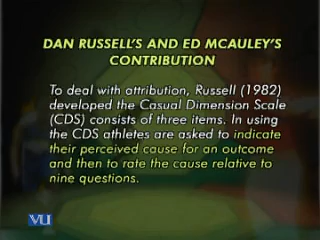 DAN RUSSELL'S AND ED MCAULEY'S
CONTRIBUTION
To deal with attribution, Russell (1982)
developed the Casual Dimension Scale
(CDS) consists of three items. In using
the CDS athletes are asked to indicate
their perceived cause for an outcome
and then to rate the cause relative to
nine questions.
VU